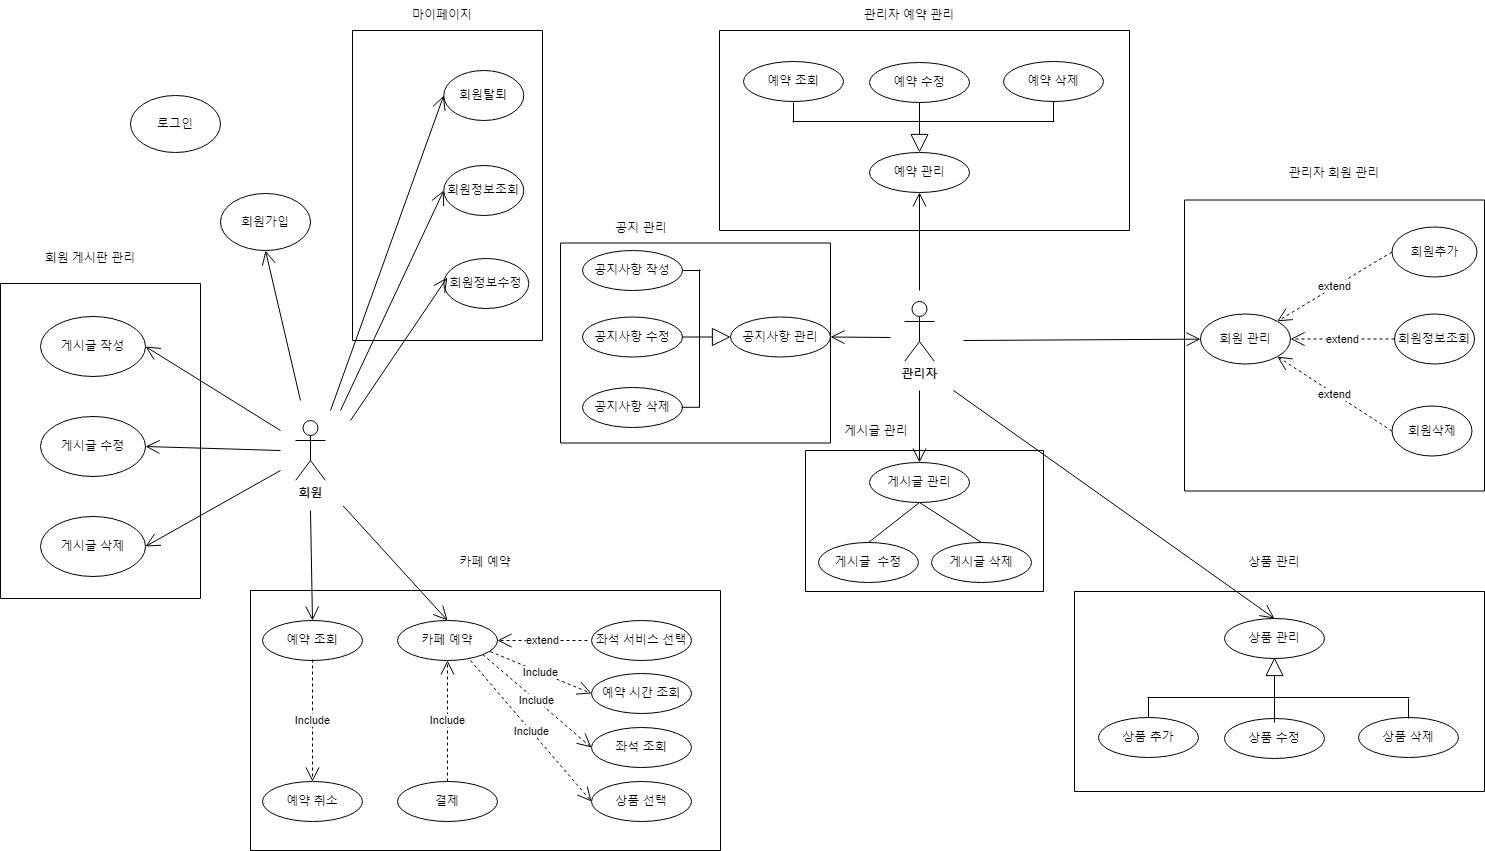 마이페이지
회원탈퇴
회원정보조회
회원정보수정
로그인
회원가입
회원 게시판 관리
게시글 작성
게시글 수정
게시글 삭제
회원
카페 예약
예약 조회
Include
예약 취소
카페 예약
Include
결제
extend
좌석 서비스 선택
Include
예약 시간 조회
Include
좌석 조회
Include
상품 선택
관리자 예약 관리
예약 조회
예약 수정
예약 삭제
예약 관리
공지 관리
공지사항 작성
공지사항 수정
공지사항 삭제
공지사항 관리
관리자
게시글 관리
게시글 관리
게시글 수정
게시글 삭제
관리자 회원 관리
회원추가
extend
회원 관리
extend
회원정보조회
extend
회원삭제
상품 관리
상품 관리
상품 추가
상품 수정
상품 삭제